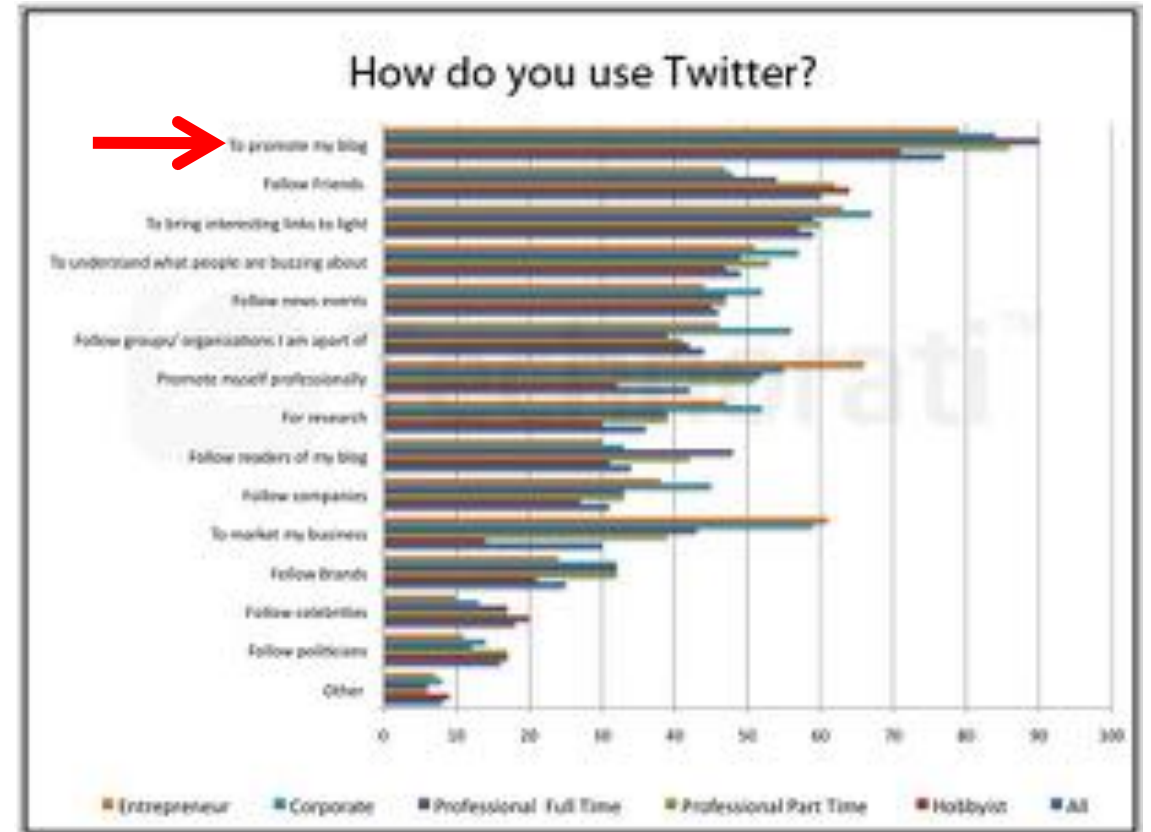 How do you use Twitter?
To promote my blog
Follow Friends
To bring interesting links to light
To understand what people are buzzing about
Follow news events
Follow groups/ organizations I am apart of
Promote myself professionally
For research
Follow readers of my blog
Follow companies
To market my business
Follow Brands
Follow celebrities
Follow politicians
Other
0 10 20 30 40 50 60 70 80 90 100
Entrepreneur Corporate Professional Full Time Professional Part Time Hobbyist All